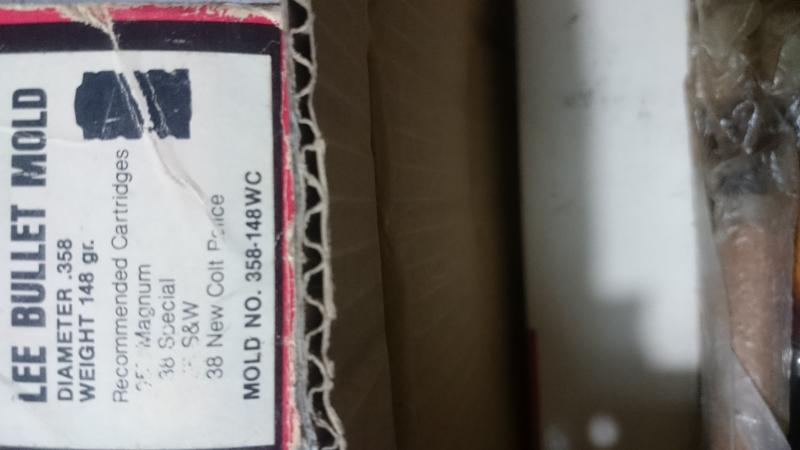 LEE BULLET MOLD
DIAMETER .358
WEIGHT 148 gr.
Recommended Cartridges
Magnum
38 Special
S&W
38 New Colt Police
MOLD NO. 358-148WC